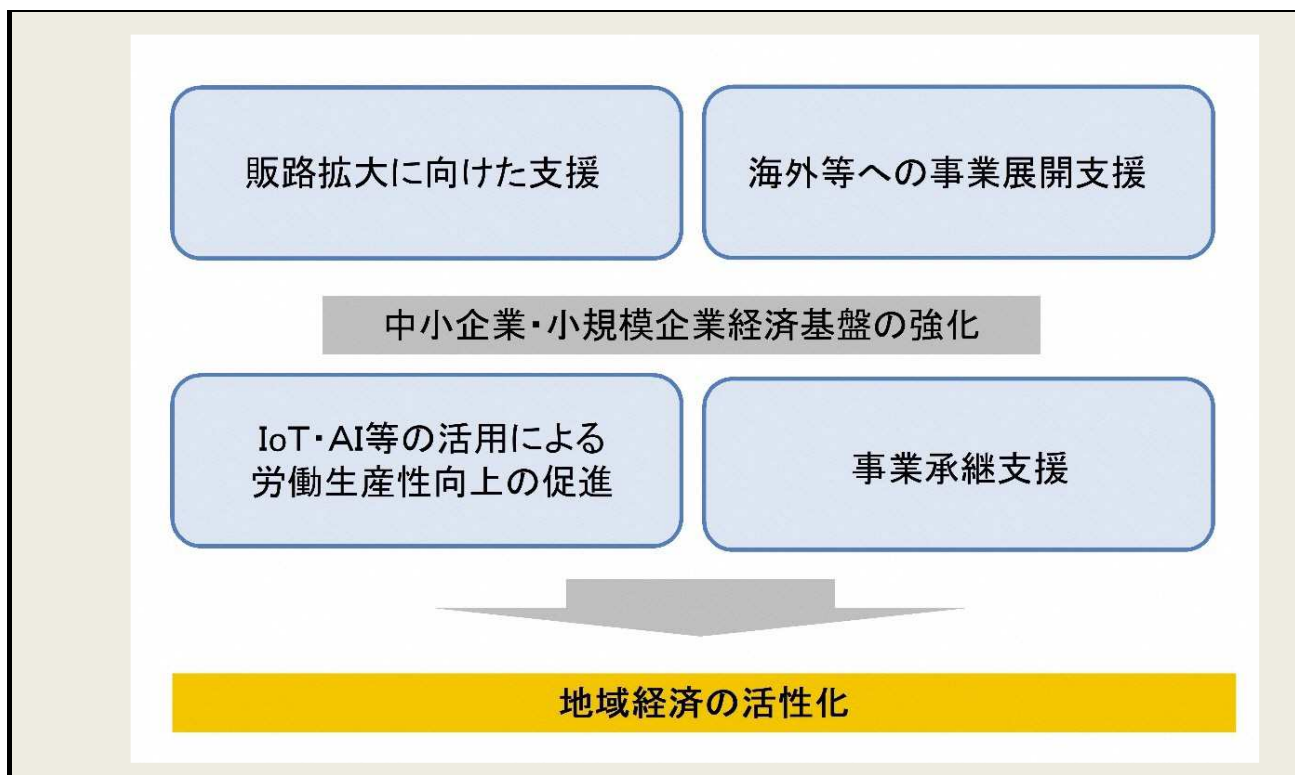 販路拡大に向けた支援
海外等への事業展開支援
中小企業・小規模企業経済基盤の強化
IoT・AI等の活用による
労働生産性向上の促進
事業承継支援
地域経済の活性化